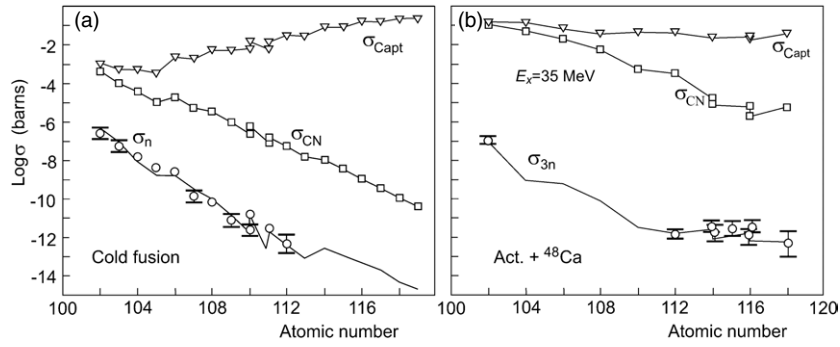 (a)
(b)
-2
-4
-6
-8
-10
-12
-14
Logσ (barns)
σCapt
σCN
σn
Cold fusion
100 104 108 112 116
Atomic number
σCapt
Ex=35 MeV
σCN
σ3n
Act. + ⁴⁸Ca
100 104 108 112 116 120
Atomic number